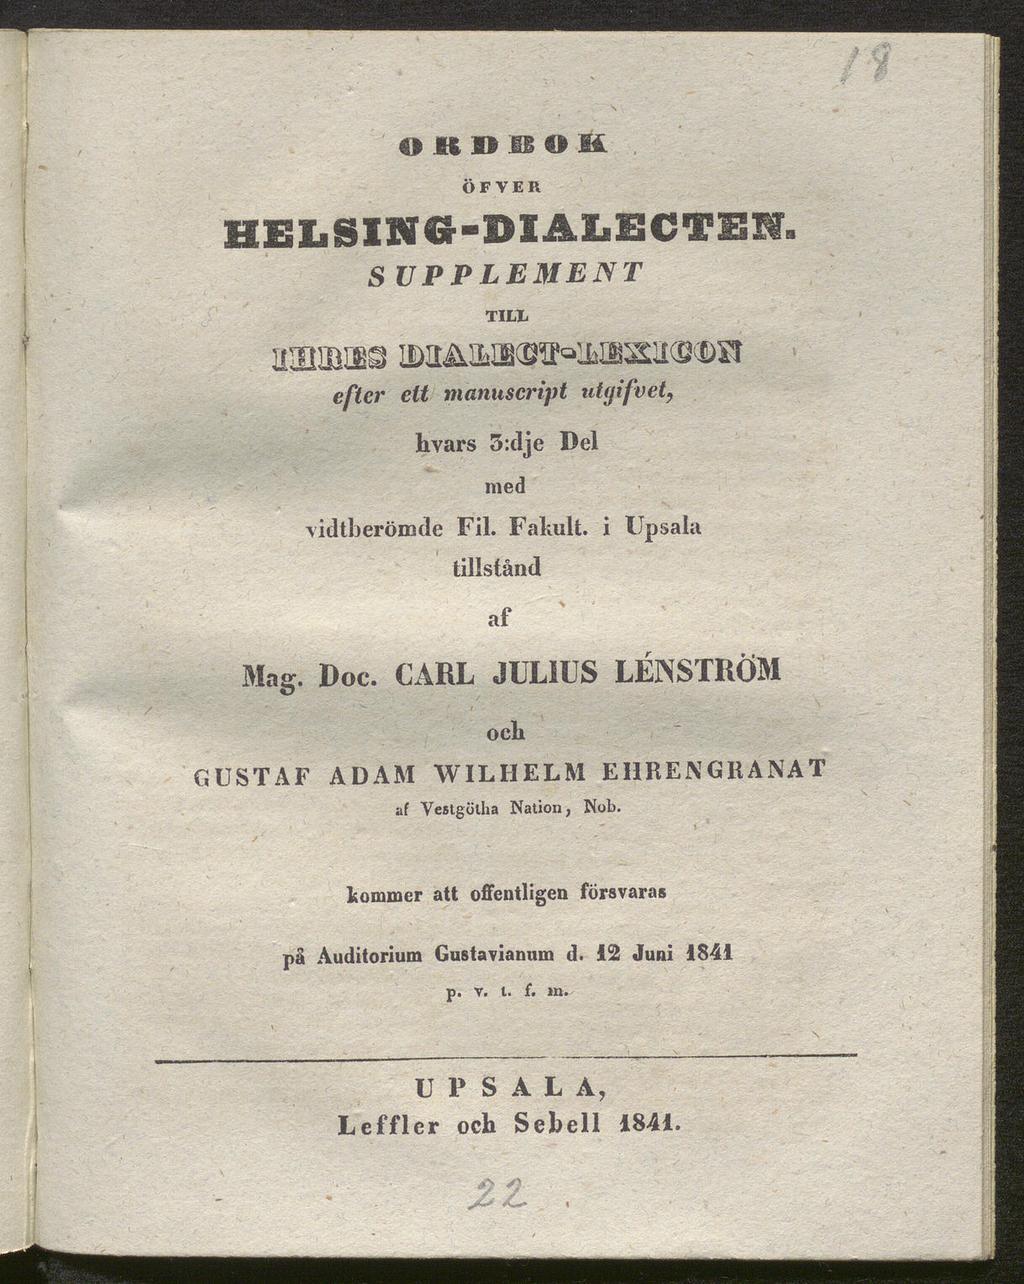 18
ORDBOK
ÖFVER
HELSING-DIALECTEN.
SUPPLEMENT
TILL
IHRES DIALECT-LEXICON
efter ett manuscript utgifvet,
hvars 3:dje Del
med
vidtberömde Fil. Fakult. i Upsala
tillstånd
af
Mag. Doc. CARL JULIUS LÉNSTRÖM
och
GUSTAF ADAM WILHELM EHRENGRANAT
af Vestgötha Nation, Nob.
kommer att offentligen försvaras
på Auditorium Gustavianum d. 12 Juni 1841
p. v. t. f. m.
UPSALA,
Leffler och Sebell 1841.
22